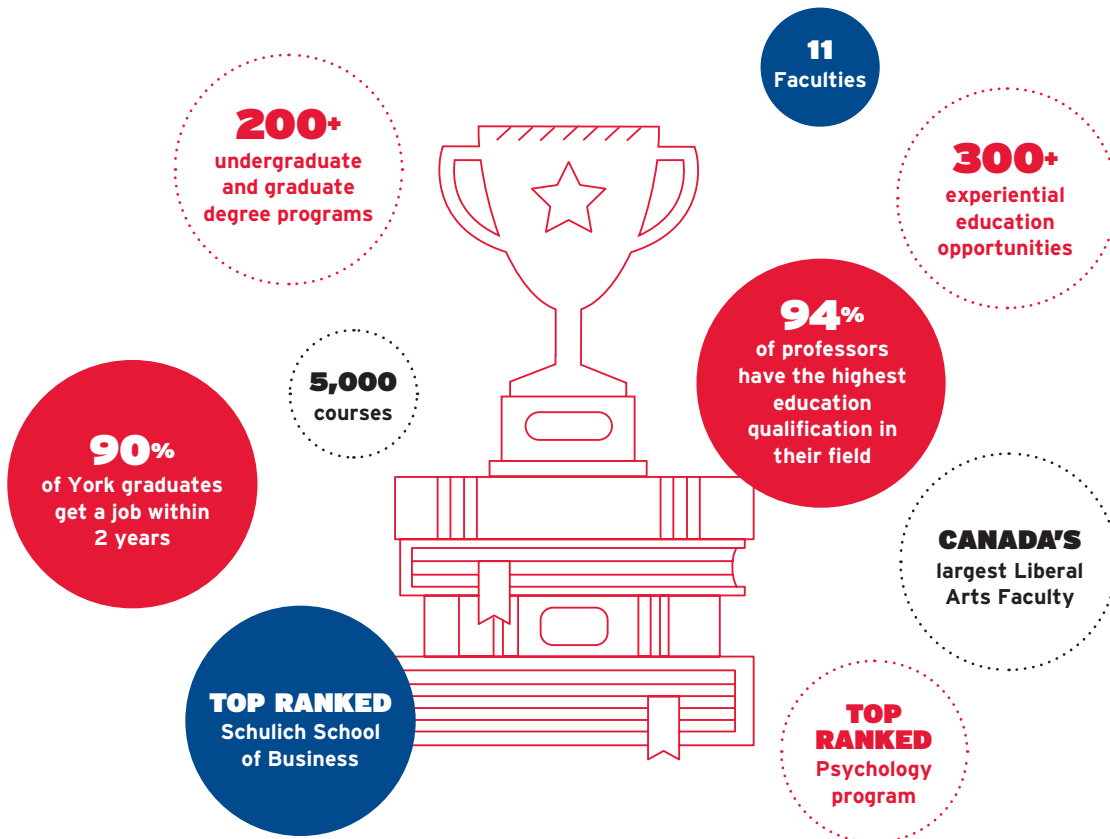 11
Faculties
200+
undergraduate
and graduate
degree programs
300+
experiential
education
opportunities
94%
of professors
have the highest
education
qualification in
their field
5,000
courses
90%
of York graduates
get a job within
2 years
CANADA'S
largest Liberal
Arts Faculty
TOP RANKED
Schulich School
of Business
TOP
RANKED
Psychology
program